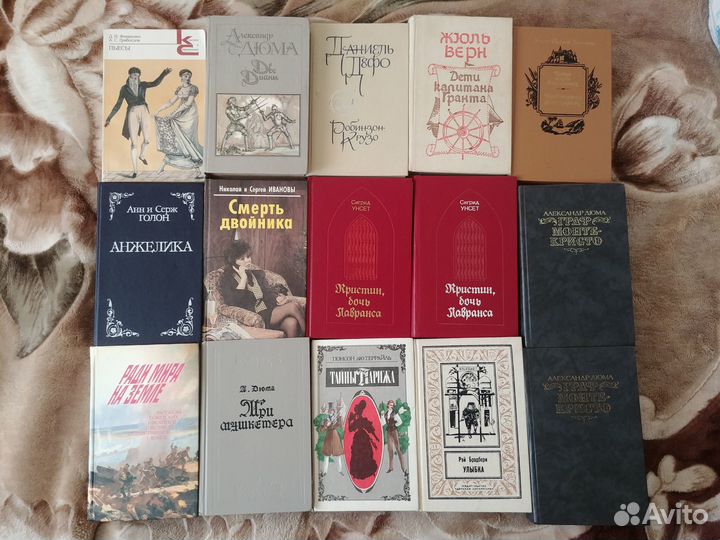 Д. И. Фонвизин
А. С. Грибоедов
ПЬЕСЫ
Александр
ДЮМА
Две
Дианы
ДАНИЕЛЬ
ДЕФО
Робинзон
Крузо
ЖЮЛЬ
ВЕРН
Дети
капитана
Гранта
Анн и Серж
ГОЛОН
АНЖЕЛИКА
Николай и Сергей ИВАНОВЫ
Смерть
двойника
Сигрид
УНСЕТ
Кристин,
дочь
Лавранса
Сигрид
УНСЕТ
Кристин,
дочь
Лавранса
АЛЕКСАНДР ДЮМА
ГРАФ
МОНТЕ-
КРИСТО
РАДИ МИРА
НА ЗЕМЛЕ
А. Дюма
Три
мушкетера
ПОНСОН ДЮ ТЕРРАЙЛЬ
ТАЙНЫ ПАРИЖА
Рэй Брэдбери
УЛЫБКА
АЛЕКСАНДР ДЮМА
ГРАФ
МОНТЕ-
КРИСТО
Avito